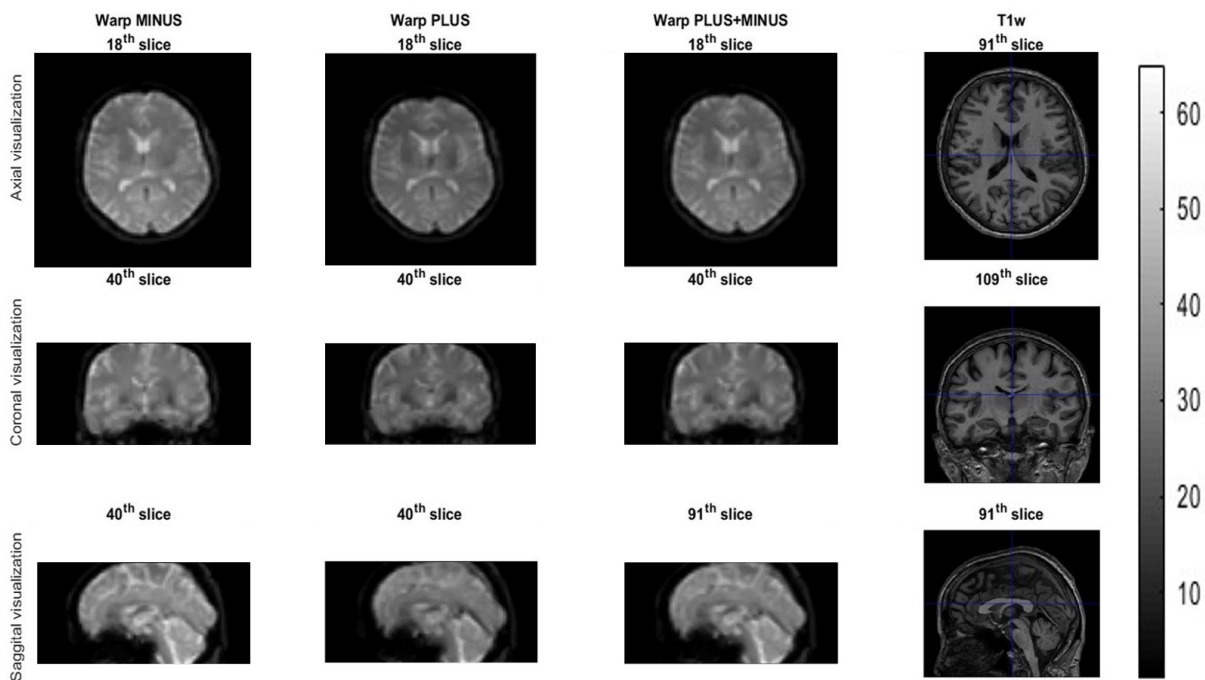 Warp MINUS
18th slice
Warp PLUS
18th slice
Warp PLUS+MINUS
18th slice
T1w
91th slice
Axial visualization
40th slice
40th slice
40th slice
109th slice
Coronal visualization
40th slice
40th slice
91th slice
91th slice
Saggital visualization
60
50
40
30
20
10